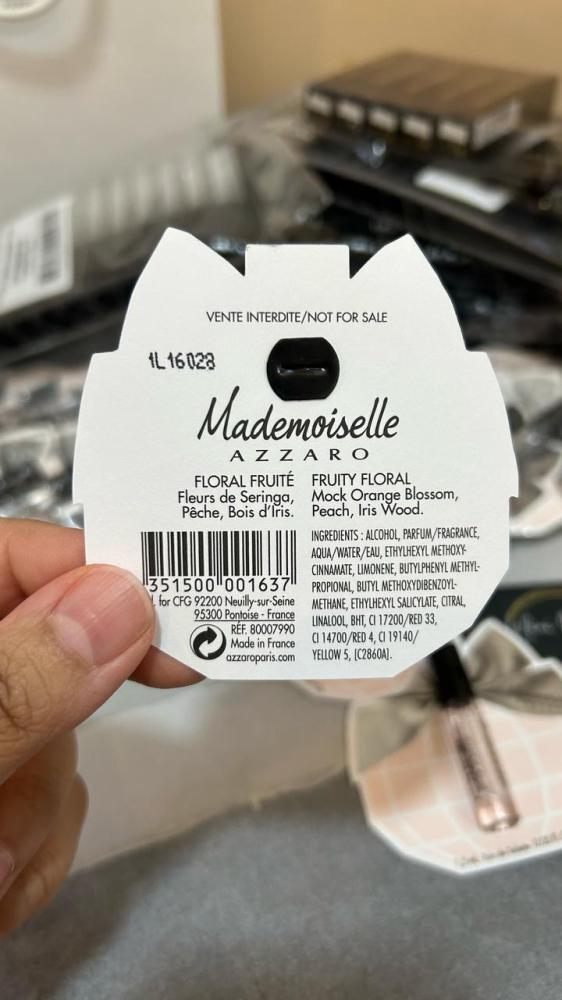 VENTE INTERDITE/NOT FOR SALE
1L16028
Mademoiselle
AZZARO
FLORAL FRUITÉ
Fleurs de Seringa,
Pêche, Bois d'Iris.
FRUITY FLORAL
Mock Orange Blossom,
Peach, Iris Wood.
351500 001637
. for CFG 92200 Neuilly-sur-Seine
95300 Pontoise - France
RÉF. 80007990
Made in France
azzaroparis.com
INGREDIENTS : ALCOHOL, PARFUM/FRAGRANCE,
AQUA/WATER/EAU, ETHYLHEXYL METHOXY-
CINNAMATE, LIMONENE, BUTYLPHENYL METHYL-
PROPIONAL, BUTYL METHOXYDIBENZOYL-
METHANE, ETHYLHEXYL SALICYLATE, CITRAL,
LINALOOL, BHT, CI 17200/RED 33,
CI 14700/RED 4, CI 19140/
YELLOW 5, [C2860A].